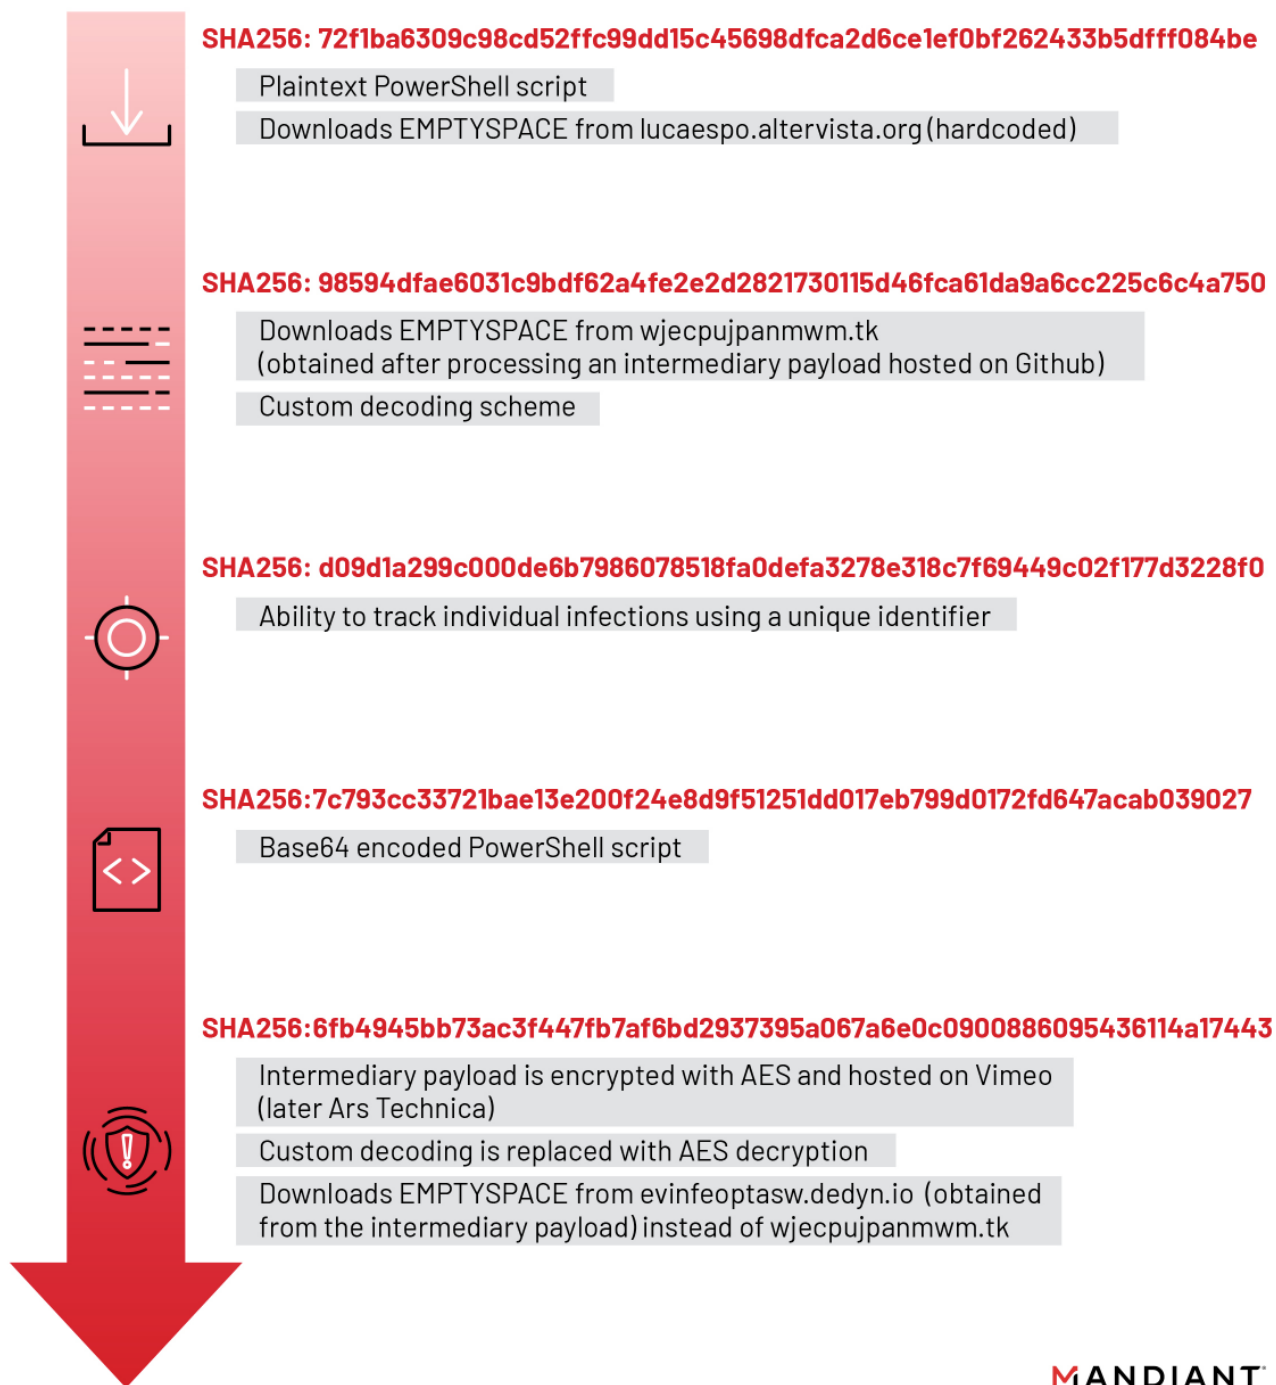 SHA256: 72f1ba6309c98cd52ffc99dd15c45698dfca2d6ce1ef0bf262433b5dfff084be
Plaintext PowerShell script
Downloads EMPTYSPACE from lucaespo.altervista.org (hardcoded)
SHA256: 98594dfae6031c9bdf62a4fe2e2d2821730115d46fca61da9a6cc225c6c4a750
Downloads EMPTYSPACE from wjecpujpanmwm.tk
(obtained after processing an intermediary payload hosted on Github)
Custom decoding scheme
SHA256: d09d1a299c000de6b7986078518fa0defa3278e318c7f69449c02f177d3228f0
Ability to track individual infections using a unique identifier
SHA256:7c793cc33721bae13e200f24e8d9f51251dd017eb799d0172fd647acab039027
Base64 encoded PowerShell script
SHA256:6fb4945bb73ac3f447fb7af6bd2937395a067a6e0c0900886095436114a17443
Intermediary payload is encrypted with AES and hosted on Vimeo
(later Ars Technica)
Custom decoding is replaced with AES decryption
Downloads EMPTYSPACE from evinfeoptasw.dedyn.io (obtained
from the intermediary payload) instead of wjecpujpanmwm.tk
MANDIANT